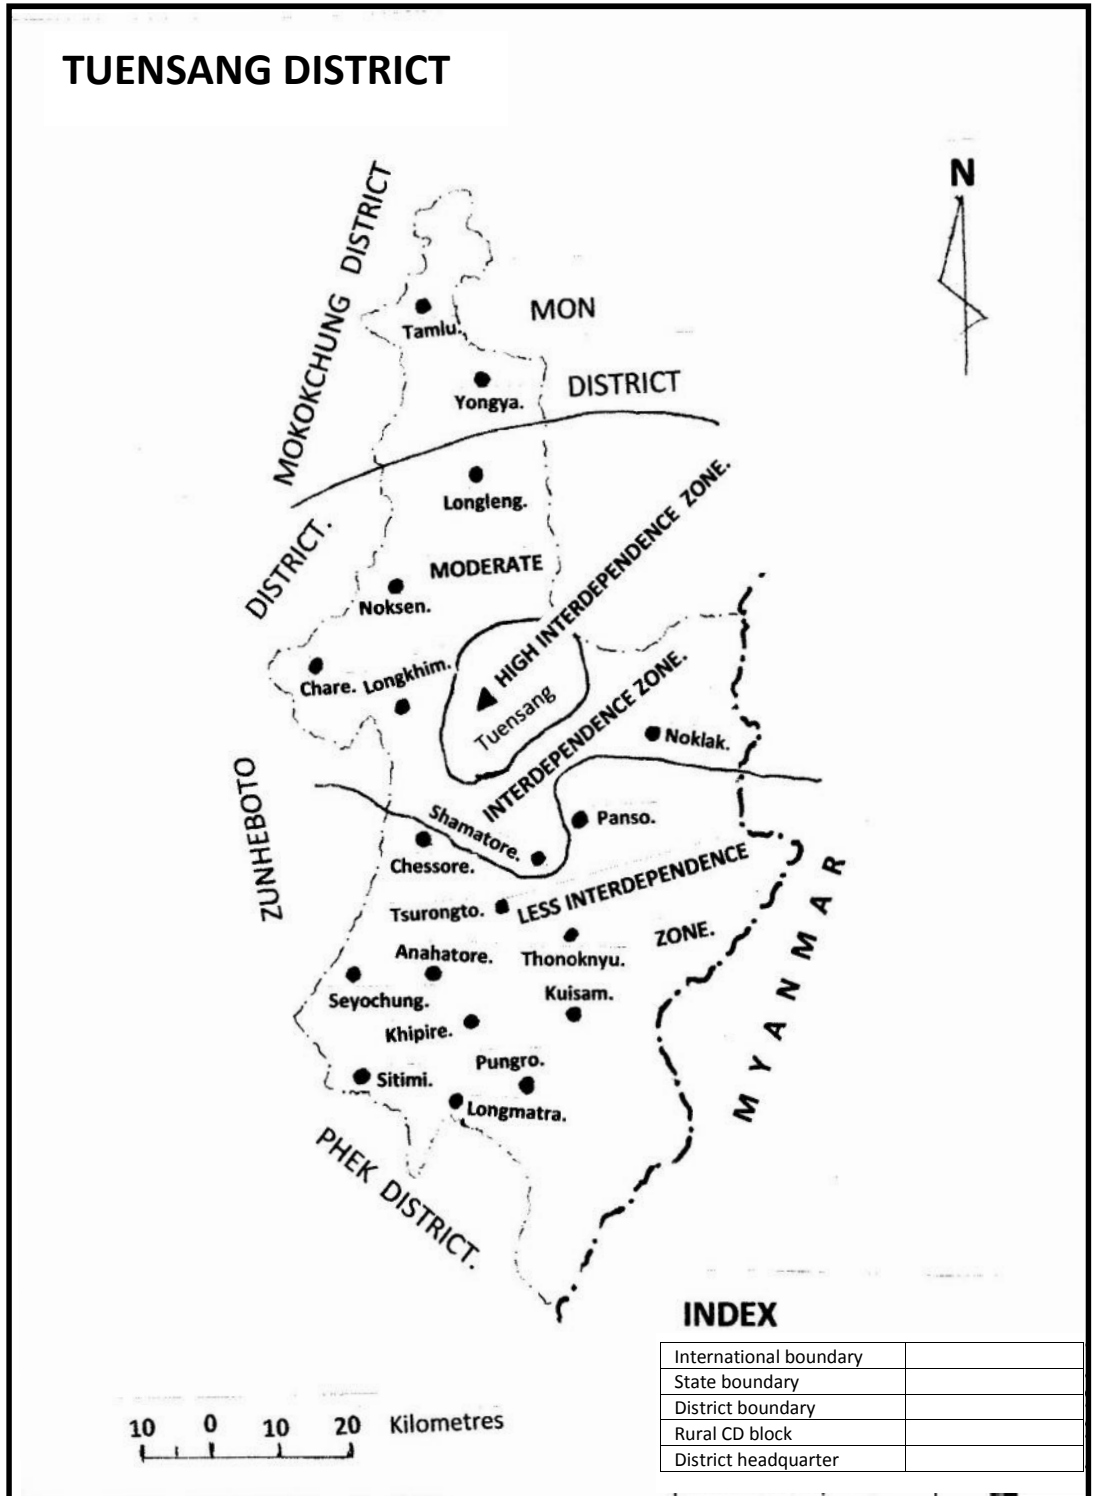 TUENSANG DISTRICT
N
MOKOKCHUNG DISTRICT
MON
Tamlu.
DISTRICT
Yongya.
Longleng.
HIGH INTERDEPENDENCE ZONE.
DISTRICT.
MODERATE
Noksen.
Chare.
Longkhim.
Tuensang
INTERDEPENDENCE ZONE.
Noklak.
ZUNHEBOTO
Shamatore.
Panso.
Chessore.
LESS INTERDEPENDENCE
ZONE.
Tsurongto.
Anahatore.
Thonoknyu.
MYANMAR
Seyochung.
Kuisam.
Khipire.
Pungro.
Sitimi.
Longmatra.
PHEK DISTRICT.
INDEX
International boundary
State boundary
District boundary
Rural CD block
District headquarter
10 0 10 20 Kilometres